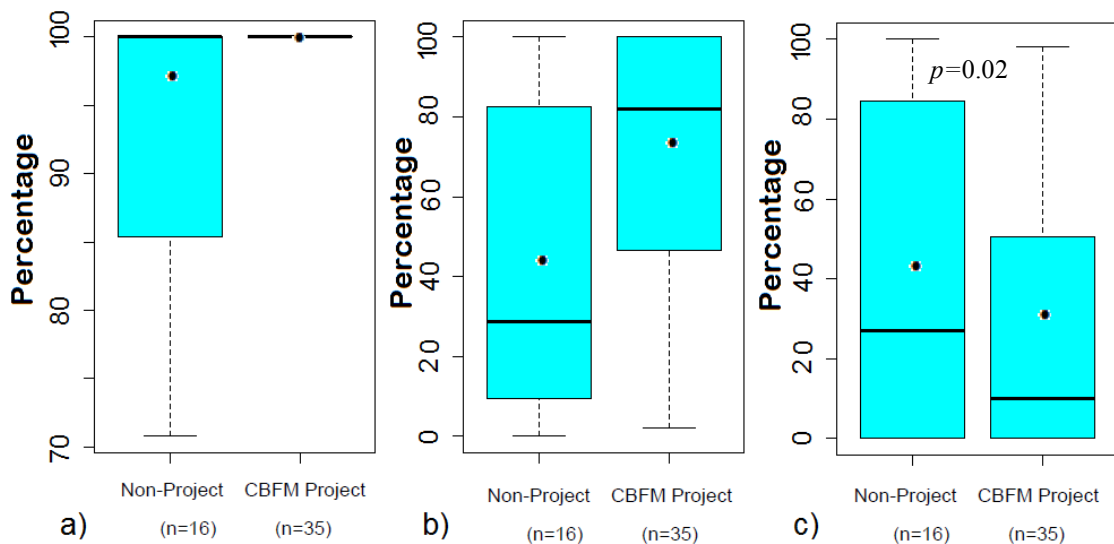 Percentage
100
90
80
70
Non-Project
CBFM Project
(n=16)
(n=35)
a)
Percentage
100
80
60
40
20
0
Non-Project
CBFM Project
(n=16)
(n=35)
b)
Percentage
100
80
60
40
20
0
p=0.02
Non-Project
CBFM Project
(n=16)
(n=35)
c)